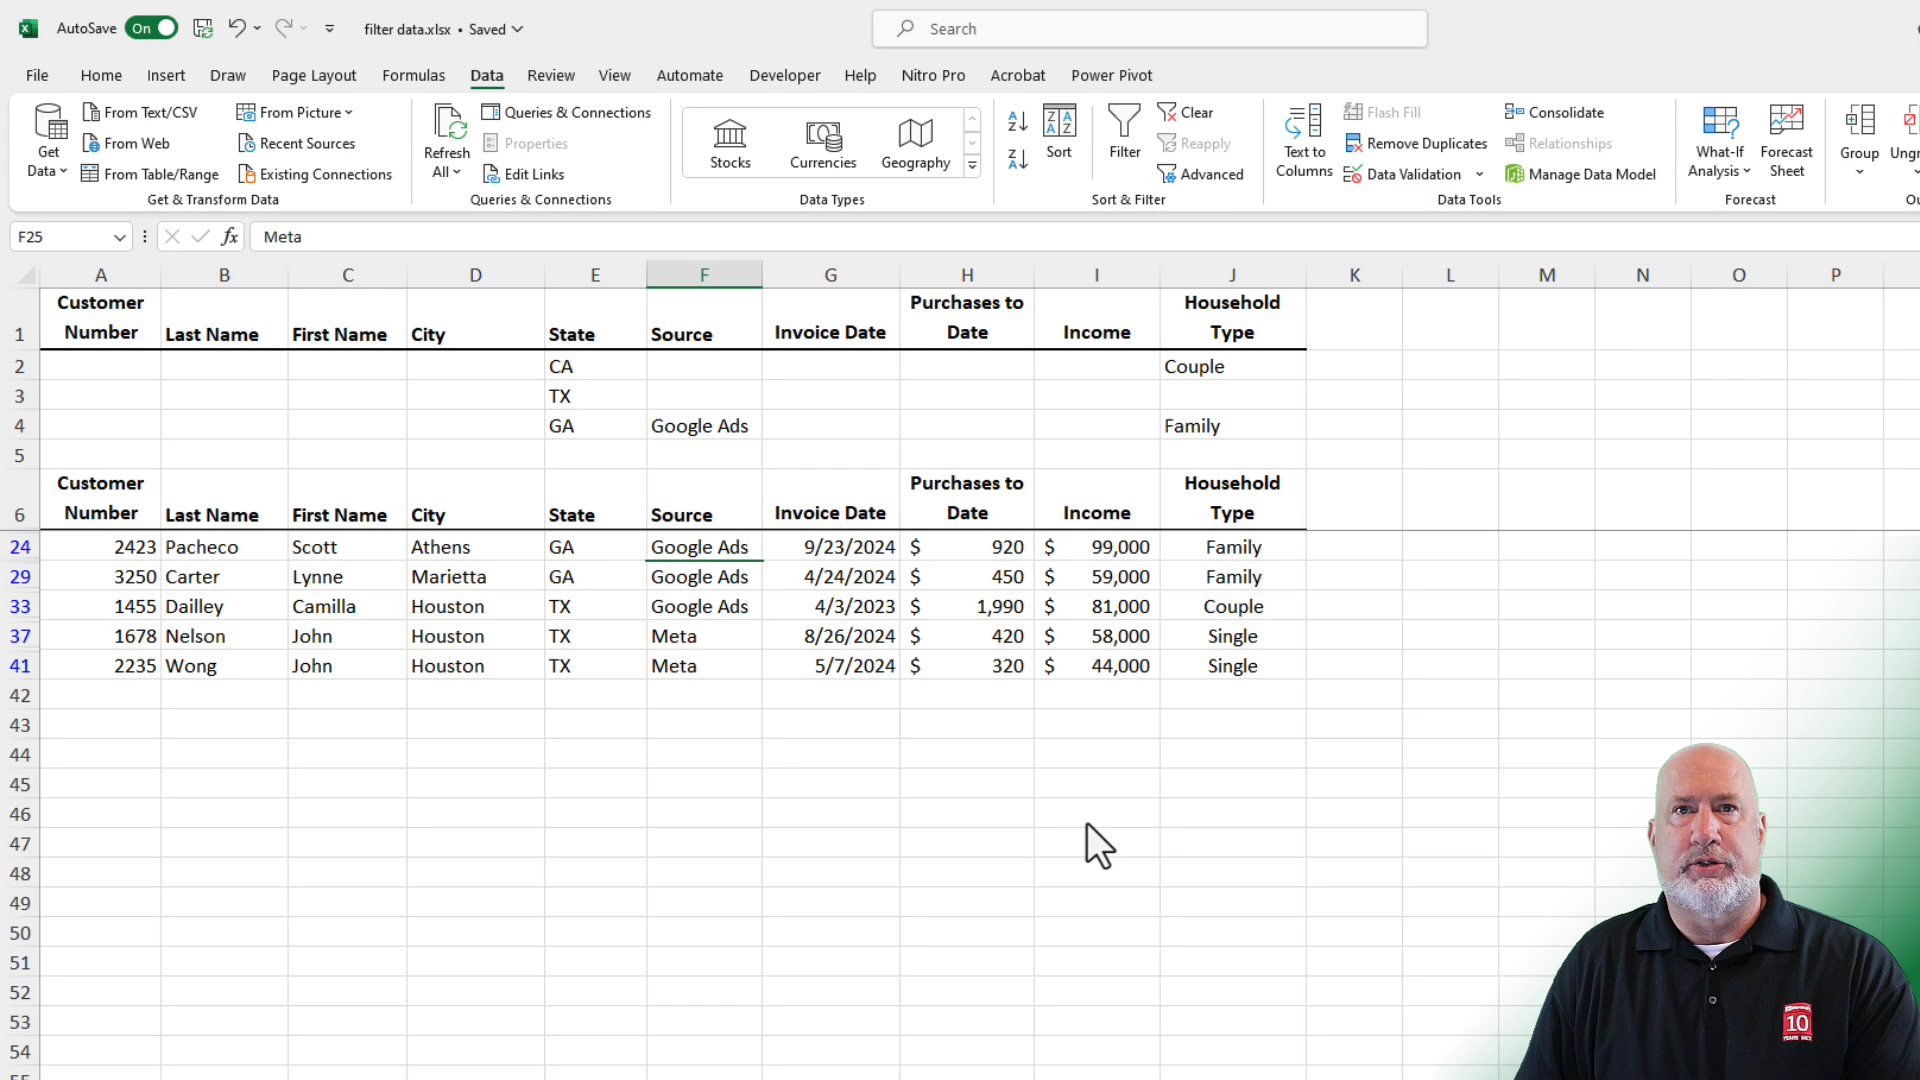 AutoSave On filter data.xlsx • Saved Search
File Home Insert Draw Page Layout Formulas Data Review View Automate Developer Help Nitro Pro Acrobat Power Pivot
Get Data From Text/CSV From Web From Table/Range From Picture Recent Sources Existing Connections
Get & Transform Data
Refresh All Queries & Connections Properties Edit Links
Queries & Connections
Stocks Currencies Geography
Data Types
Sort Filter Clear Reapply Advanced
Sort & Filter
Text to Columns Flash Fill Remove Duplicates Data Validation Consolidate Relationships Manage Data Model
Data Tools
What-If Analysis Forecast Sheet
Forecast
Group
F25 fx Meta
A B C D E F G H I J K L M N O P
1 Customer Number Last Name First Name City State Source Invoice Date Purchases to Date Income Household Type
2 CA Couple
3 TX
4 GA Google Ads Family
5
6 Customer Number Last Name First Name City State Source Invoice Date Purchases to Date Income Household Type
24 2423 Pacheco Scott Athens GA Google Ads 9/23/2024 $ 920 $ 99,000 Family
29 3250 Carter Lynne Marietta GA Google Ads 4/24/2024 $ 450 $ 59,000 Family
33 1455 Dailley Camilla Houston TX Google Ads 4/3/2023 $ 1,990 $ 81,000 Couple
37 1678 Nelson John Houston TX Meta 8/26/2024 $ 420 $ 58,000 Single
41 2235 Wong John Houston TX Meta 5/7/2024 $ 320 $ 44,000 Single
42
43
44
45
46
47
48
49
50
51
52
53
54
10
YEARS MCT